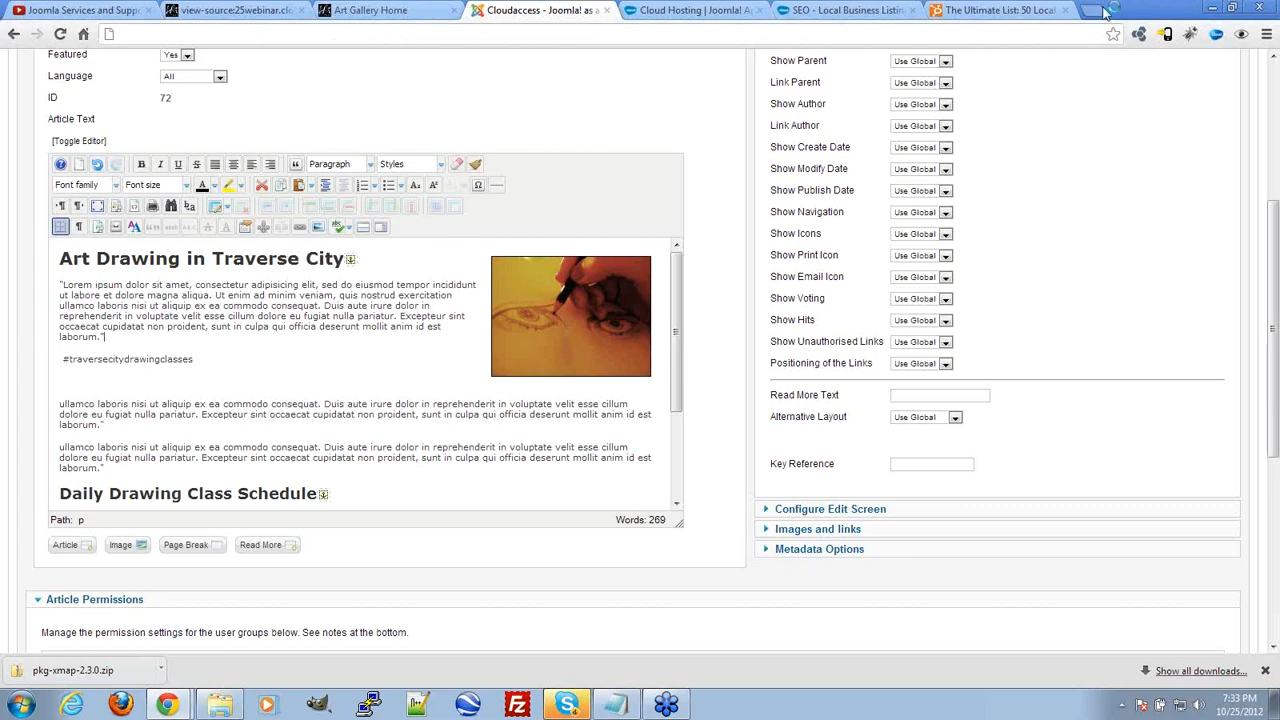 Joomla Services and Suppo
view-source:25webinar.clo
Art Gallery Home
Cloudaccess - Joomla! as a
Cloud Hosting | Joomla! Ap
SEO - Local Business Listin
The Ultimate List: 50 Local
Featured
Yes
Language
All
ID
72
Article Text
[Toggle Editor]
Paragraph
Styles
Font family
Font size
Art Drawing in Traverse City
"Lorem ipsum dolor sit amet, consectetur adipisicing elit, sed do eiusmod tempor incididunt
ut labore et dolore magna aliqua. Ut enim ad minim veniam, quis nostrud exercitation
ullamco laboris nisi ut aliquip ex ea commodo consequat. Duis aute irure dolor in
reprehenderit in voluptate velit esse cillum dolore eu fugiat nulla pariatur. Excepteur sint
occaecat cupidatat non proident, sunt in culpa qui officia deserunt mollit anim id est
laborum."
#traversecitydrawingclasses
ullamco laboris nisi ut aliquip ex ea commodo consequat. Duis aute irure dolor in reprehenderit in voluptate velit esse cillum
dolore eu fugiat nulla pariatur. Excepteur sint occaecat cupidatat non proident, sunt in culpa qui officia deserunt mollit anim id est
laborum."
ullamco laboris nisi ut aliquip ex ea commodo consequat. Duis aute irure dolor in reprehenderit in voluptate velit esse cillum
dolore eu fugiat nulla pariatur. Excepteur sint occaecat cupidatat non proident, sunt in culpa qui officia deserunt mollit anim id est
laborum."
Daily Drawing Class Schedule
Path: p
Words: 269
Article
Image
Page Break
Read More
Show Parent Use Global
Link Parent Use Global
Show Author Use Global
Link Author Use Global
Show Create Date Use Global
Show Modify Date Use Global
Show Publish Date Use Global
Show Navigation Use Global
Show Icons Use Global
Show Print Icon Use Global
Show Email Icon Use Global
Show Voting Use Global
Show Hits Use Global
Show Unauthorised Links Use Global
Positioning of the Links Use Global
Read More Text
Alternative Layout Use Global
Key Reference
Configure Edit Screen
Images and links
Metadata Options
Article Permissions
Manage the permission settings for the user groups below. See notes at the bottom.
pkg-xmap-2.3.0.zip
Show all downloads...
7:33 PM
10/25/2012